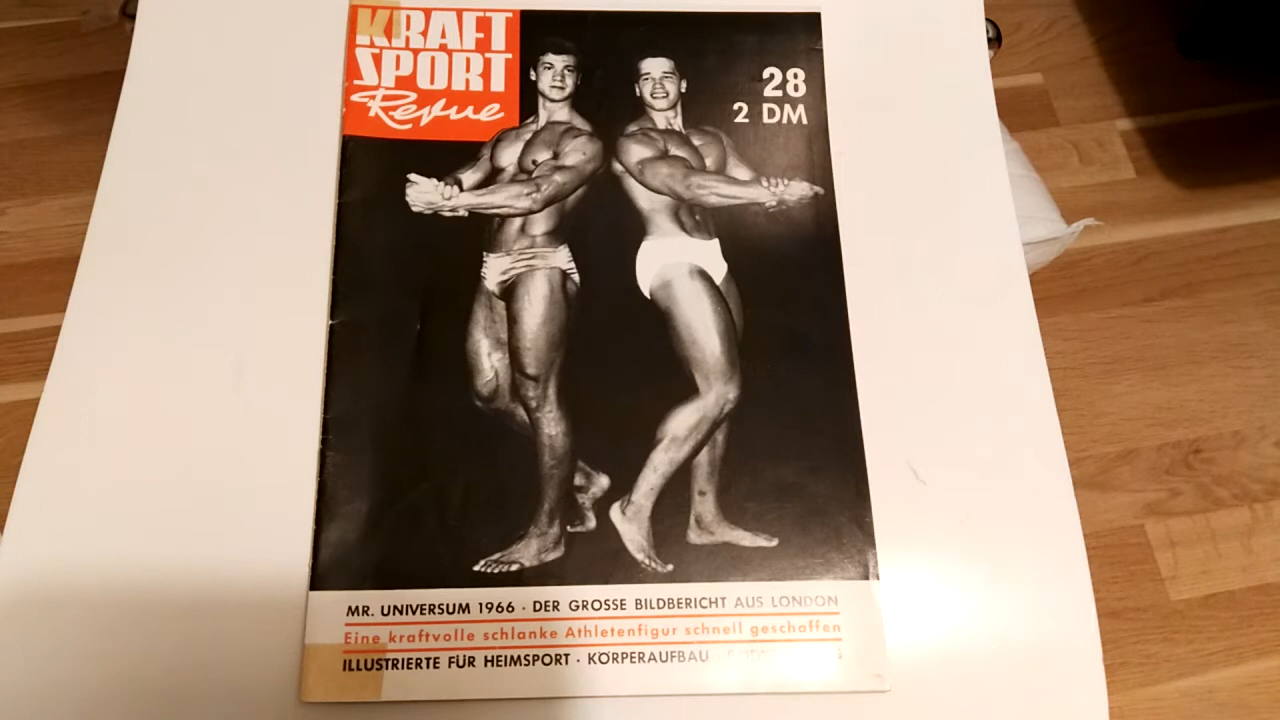 KRAFT
SPORT
Revue
28
2 DM
MR. UNIVERSUM 1966 · DER GROSSE BILDBERICHT AUS LONDON
Eine kraftvolle schlanke Athletenfigur schnell geschaffen
ILLUSTRIERTE FÜR HEIMSPORT · KÖRPERAUFBAU ·